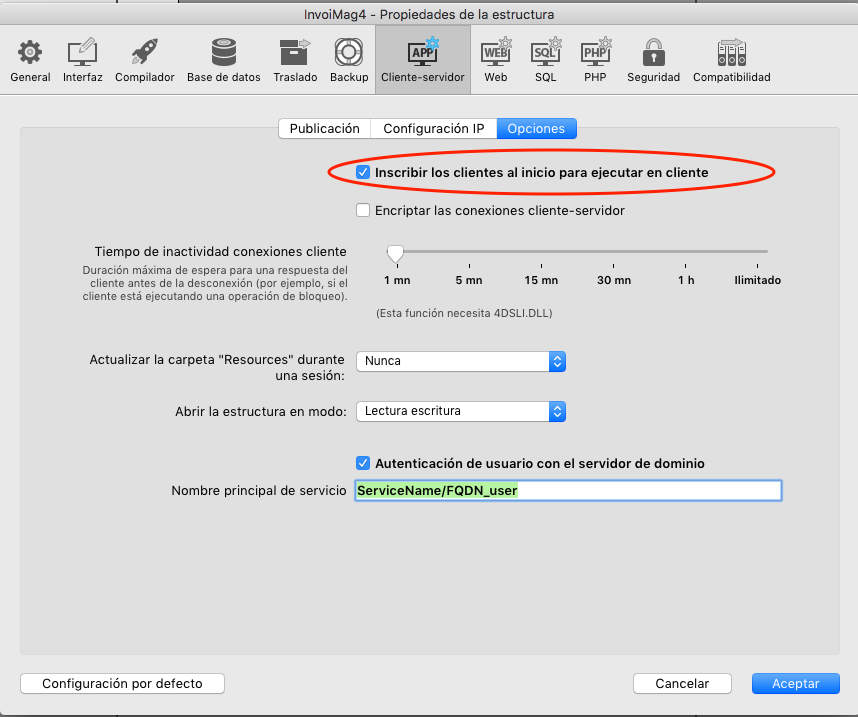 InvoiMag4 - Propiedades de la estructura
General Interfaz Compilador Base de datos Traslado Backup Cliente-servidor Web SQL PHP Seguridad Compatibilidad
APP WEB SQL PHP
Publicación Configuración IP Opciones
Inscribir los clientes al inicio para ejecutar en cliente
Encriptar las conexiones cliente-servidor
Tiempo de inactividad conexiones cliente
Duración máxima de espera para una respuesta del
cliente antes de la desconexión (por ejemplo, si el
cliente está ejecutando una operación de bloqueo).
1 mn 5 mn 15 mn 30 mn 1 h Ilimitado
(Esta función necesita 4DSLI.DLL)
Actualizar la carpeta "Resources" durante
una sesión:
Nunca
Abrir la estructura en modo: Lectura escritura
Autenticación de usuario con el servidor de dominio
Nombre principal de servicio ServiceName/FQDN_user
Configuración por defecto Cancelar Aceptar